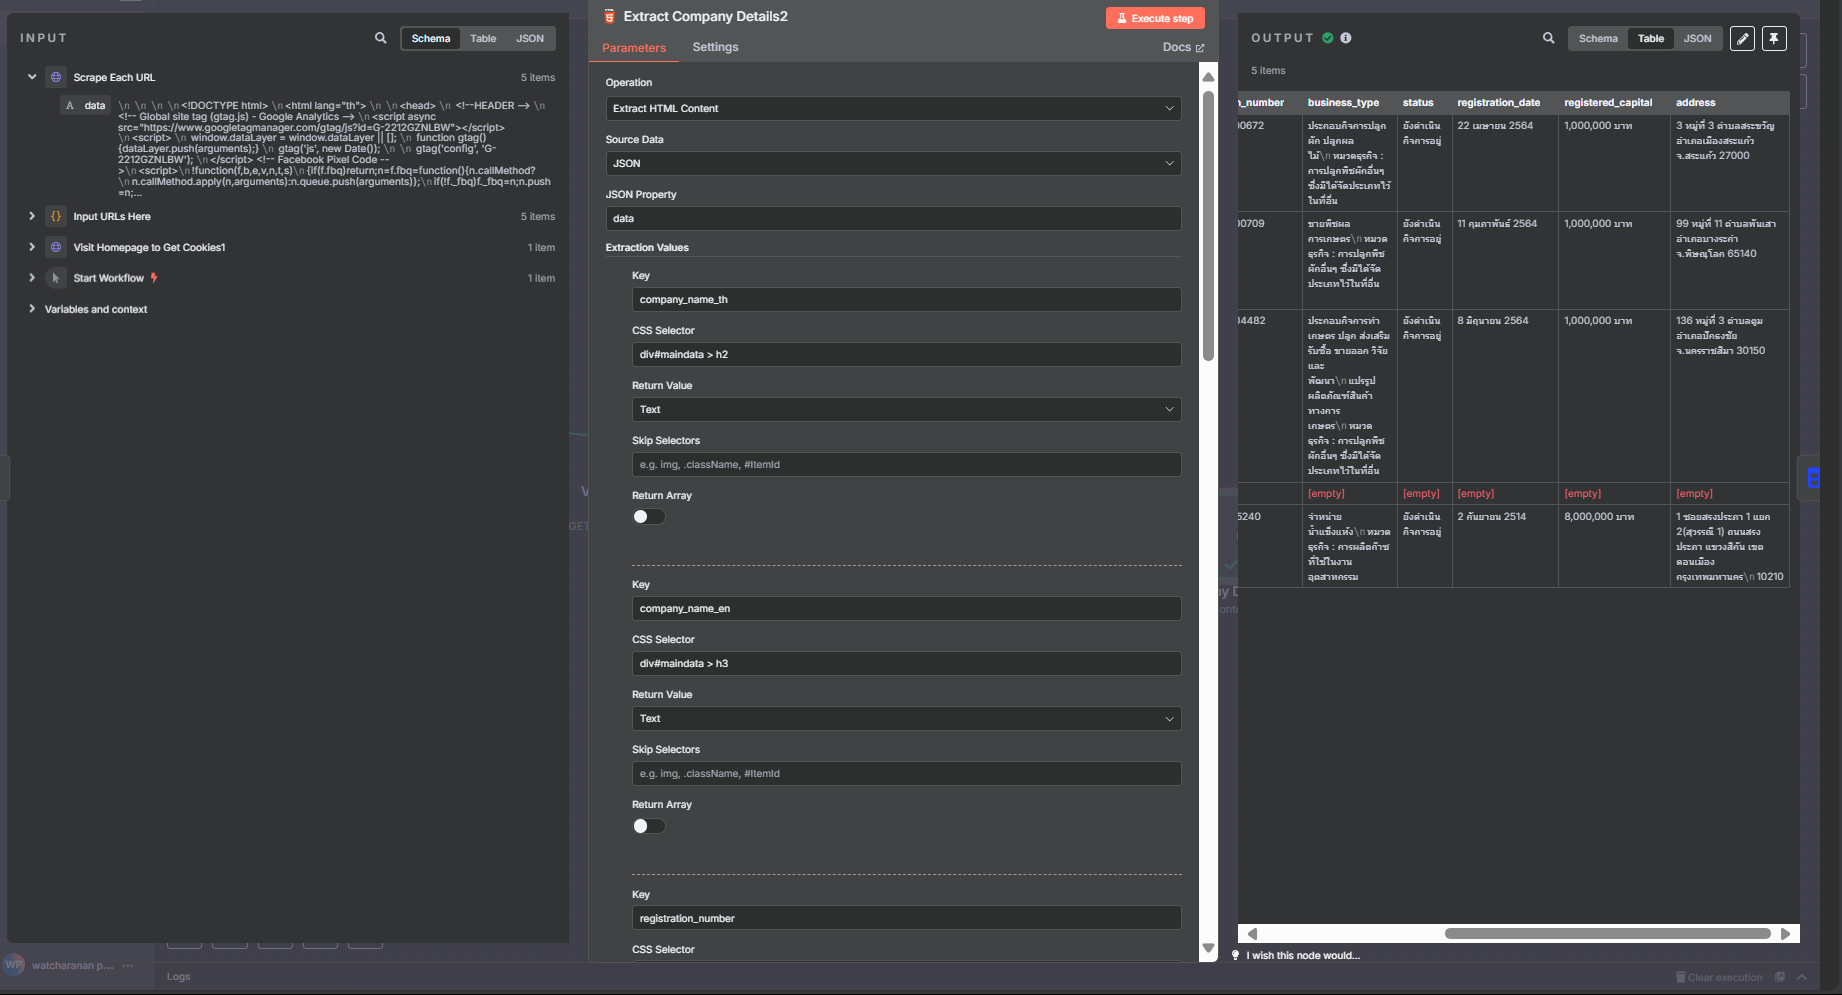 INPUT
Schema
Table
JSON
Scrape Each URL
5 items
A data
\n \n \n \n<!DOCTYPE html> \n<html lang="th"> \n \n<head> \n <!--HEADER --> \n
<!-- Global site tag (gtag.js) - Google Analytics --> \n<script async
src="https://www.googletagmanager.com/gtag/js?id=G-2212GZNLBW"></script>
\n<script> \n window.dataLayer = window.dataLayer || []; \n function gtag()
{dataLayer.push(arguments);} \n gtag('js', new Date()); \n \n gtag('config', 'G-
2212GZNLBW'); \n</script> <!-- Facebook Pixel Code --
>\n<script>\n!function(f,b,e,v,n,t,s)\n{if(f.fbq)return;n=f.fbq=function(){n.callMethod?
\nn.callMethod.apply(n,arguments):n.queue.push(arguments)};\nif(!f._fbq)f._fbq=n;n.push
=n;...
Input URLs Here
5 items
Visit Homepage to Get Cookies1
1 item
Start Workflow
1 item
Variables and context
WP
watcharanan p...
Logs
GET
Extract Company Details2
Execute step
Parameters
Settings
Docs
Operation
Extract HTML Content
Source Data
JSON
JSON Property
data
Extraction Values
Key
company_name_th
CSS Selector
div#maindata > h2
Return Value
Text
Skip Selectors
e.g. img, .className, #ItemId
Return Array
Key
company_name_en
CSS Selector
div#maindata > h3
Return Value
Text
Skip Selectors
e.g. img, .className, #ItemId
Return Array
Key
registration_number
CSS Selector
OUTPUT
Schema
Table
JSON
5 items
n_number business_type status registration_date registered_capital address
00672
ประกอบกิจการปลูก
ผัก ปลูกผล
ไม้\n หมวดธุรกิจ :
การปลูกพืชผักอื่นๆ
ซึ่งมิได้จัดประเภทไว้
ในที่อื่น
ยังดำเนิน
กิจการอยู่
22 เมษายน 2564
1,000,000 บาท
3 หมู่ที่ 3 ตำบลสระขวัญ
อำเภอเมืองสระแก้ว
จ.สระแก้ว 27000
00709
ขายพืชผล
การเกษตร\n หมวด
ธุรกิจ : การปลูกพืช
ผักอื่นๆ ซึ่งมิได้จัด
ประเภทไว้ในที่อื่น
ยังดำเนิน
กิจการอยู่
11 กุมภาพันธ์ 2564
1,000,000 บาท
99 หมู่ที่ 11 ตำบลพันเสา
อำเภอบางระกำ
จ.พิษณุโลก 65140
04482
ประกอบกิจการทำ
เกษตร ปลูก ส่งเสริม
รับซื้อ ขายออก วิจัย
และ
พัฒนา\n แปรรูป
ผลิตภัณฑ์สินค้า
ทางการ
เกษตร\n หมวด
ธุรกิจ : การปลูกพืช
ผักอื่นๆ ซึ่งมิได้จัด
ประเภทไว้ในที่อื่น
ยังดำเนิน
กิจการอยู่
8 มิถุนายน 2564
1,000,000 บาท
136 หมู่ที่ 3 ตำบลตูม
อำเภอปักธงชัย
จ.นครราชสีมา 30150
[empty] [empty] [empty] [empty] [empty]
5240
จำหน่าย
น้ำแข็งแห้ง\n หมวด
ธุรกิจ : การผลิตก๊าซ
ที่ใช้ในงาน
อุตสาหกรรม
ยังดำเนิน
กิจการอยู่
2 กันยายน 2514
8,000,000 บาท
1 ซอยสรงประภา 1 แยก
2(สุวรรณี 1) ถนนสรง
ประภา แขวงสีกัน เขต
ดอนเมือง
กรุงเทพมหานคร\n 10210
I wish this node would...
Clear execution